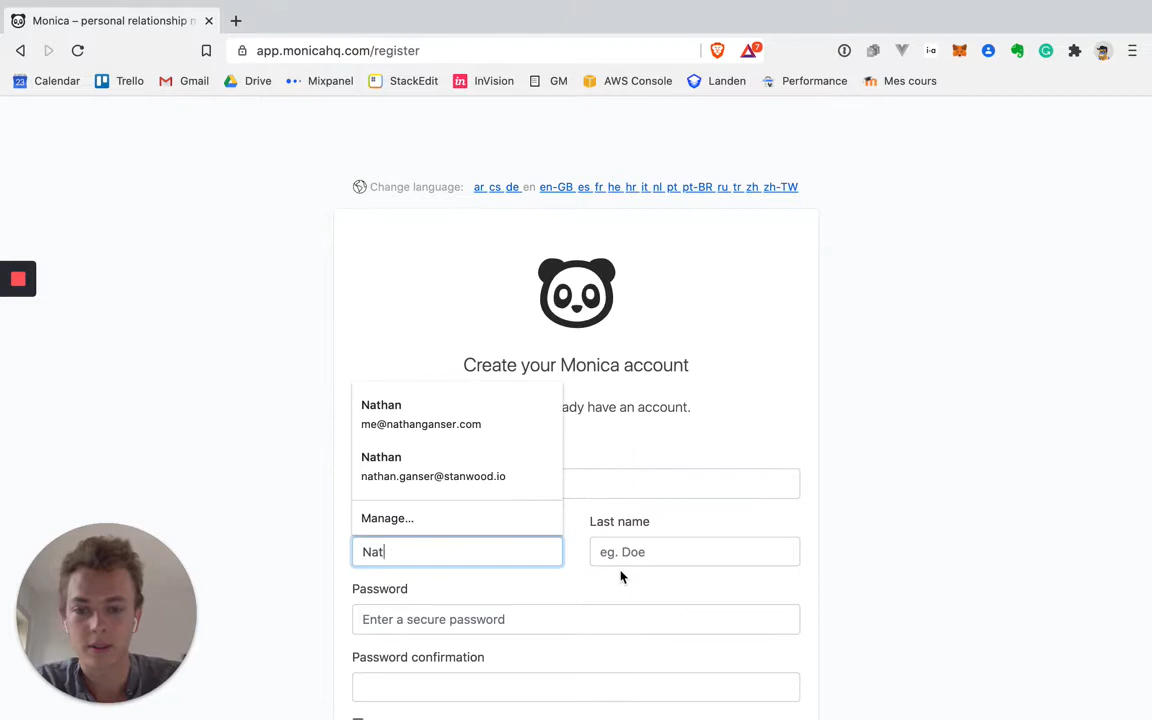 Monica – personal relationship
app.monicahq.com/register
7
i-a
Calendar Trello Gmail Drive Mixpanel StackEdit in InVision GM AWS Console Landen Performance Mes cours
Change language: ar cs de en en-GB es fr he hr it nl pt pt-BR ru tr zh zh-TW
Create your Monica account
ady have an account.
Nathan
me@nathanganser.com
Nathan
nathan.ganser@stanwood.io
Manage...
Last name
Nat
eg. Doe
Password
Enter a secure password
Password confirmation